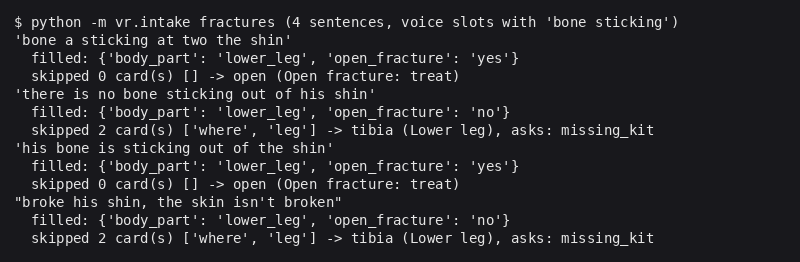 $ python -m vr.intake fractures (4 sentences, voice slots with 'bone sticking')
'bone a sticking at two the shin'
  filled: {'body_part': 'lower_leg', 'open_fracture': 'yes'}
  skipped 0 card(s) [] -> open (Open fracture: treat)
'there is no bone sticking out of his shin'
  filled: {'body_part': 'lower_leg', 'open_fracture': 'no'}
  skipped 2 card(s) ['where', 'leg'] -> tibia (Lower leg), asks: missing_kit
'his bone is sticking out of the shin'
  filled: {'body_part': 'lower_leg', 'open_fracture': 'yes'}
  skipped 0 card(s) [] -> open (Open fracture: treat)
"broke his shin, the skin isn't broken"
  filled: {'body_part': 'lower_leg', 'open_fracture': 'no'}
  skipped 2 card(s) ['where', 'leg'] -> tibia (Lower leg), asks: missing_kit